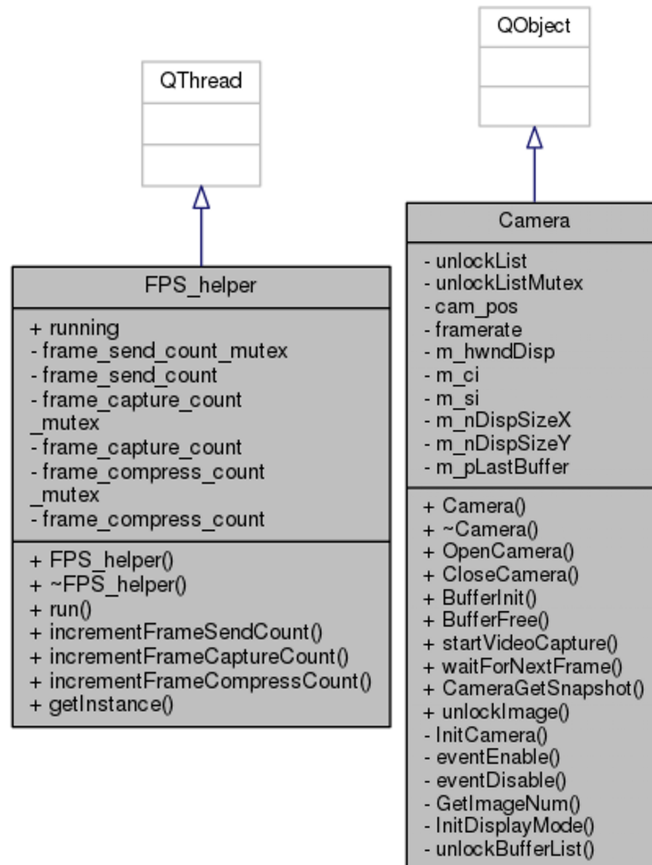 QThread
FPS_helper
+ running
- frame_send_count_mutex
- frame_send_count
- frame_capture_count
_mutex
- frame_capture_count
- frame_compress_count
_mutex
- frame_compress_count
+ FPS_helper()
+ ~FPS_helper()
+ run()
+ incrementFrameSendCount()
+ incrementFrameCaptureCount()
+ incrementFrameCompressCount()
+ getInstance()
QObject
Camera
- unlockList
- unlockListMutex
- cam_pos
- framerate
- m_hwndDisp
- m_ci
- m_si
- m_nDispSizeX
- m_nDispSizeY
- m_pLastBuffer
+ Camera()
+ ~Camera()
+ OpenCamera()
+ CloseCamera()
+ BufferInit()
+ BufferFree()
+ startVideoCapture()
+ waitForNextFrame()
+ CameraGetSnapshot()
+ unlockImage()
- InitCamera()
- eventEnable()
- eventDisable()
- GetImageNum()
- InitDisplayMode()
- unlockBufferList()